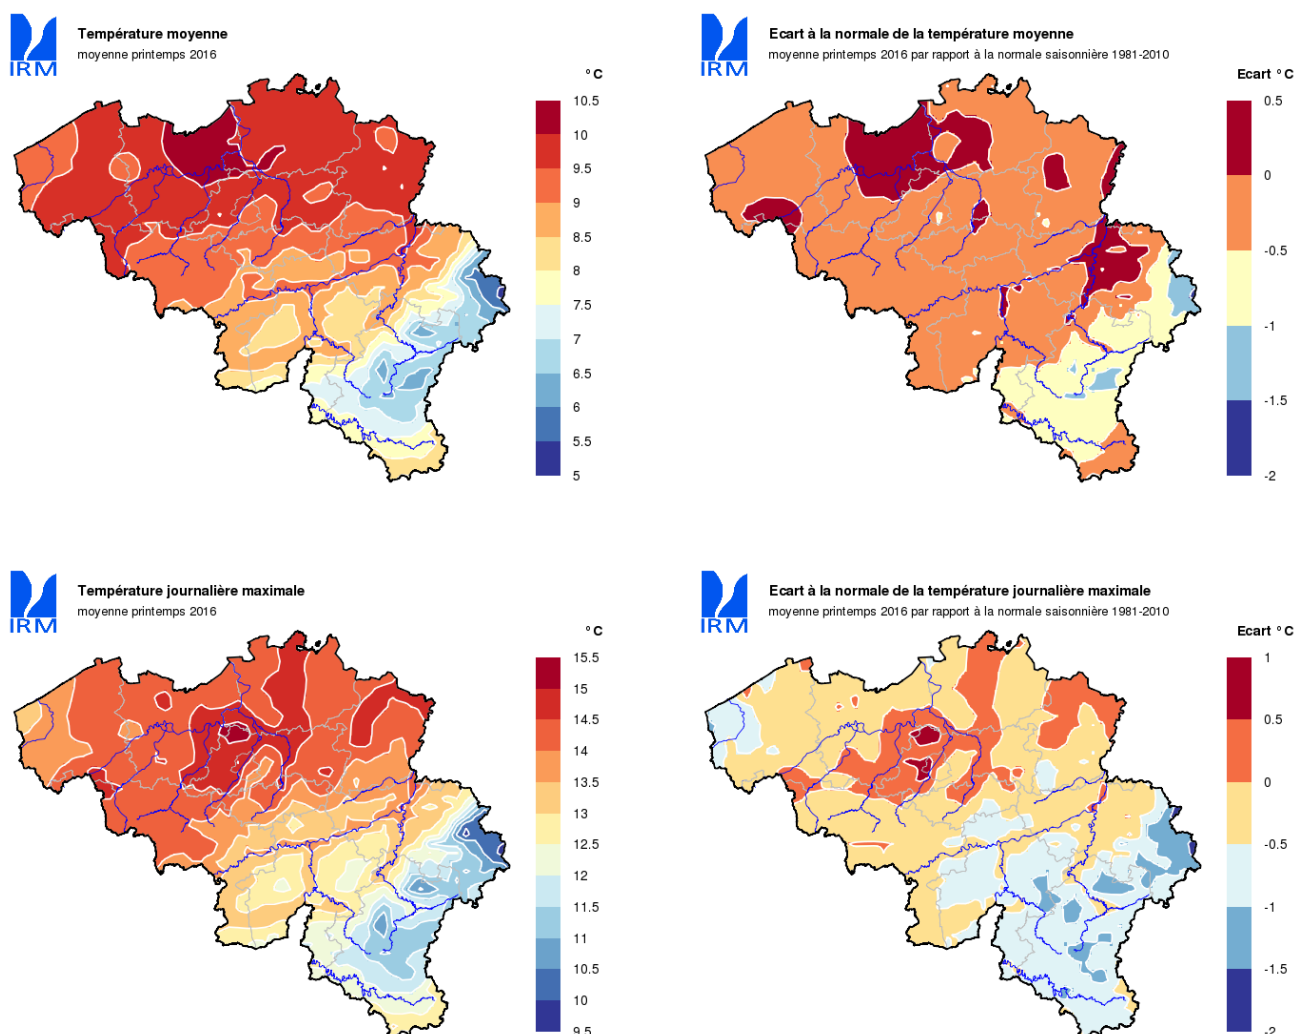 Température moyenne
moyenne printemps 2016
IRM
° C
10.5
10
9.5
9
8.5
8
7.5
7
6.5
6
5.5
5
Ecart à la normale de la température moyenne
moyenne printemps 2016 par rapport à la normale saisonnière 1981-2010
IRM
Ecart ° C
0.5
0
-0.5
-1
-1.5
-2
Température journalière maximale
moyenne printemps 2016
IRM
° C
15.5
15
14.5
14
13.5
13
12.5
12
11.5
11
10.5
10
9.5
Ecart à la normale de la température journalière maximale
moyenne printemps 2016 par rapport à la normale saisonnière 1981-2010
IRM
Ecart ° C
1
0.5
0
-0.5
-1
-1.5
-2